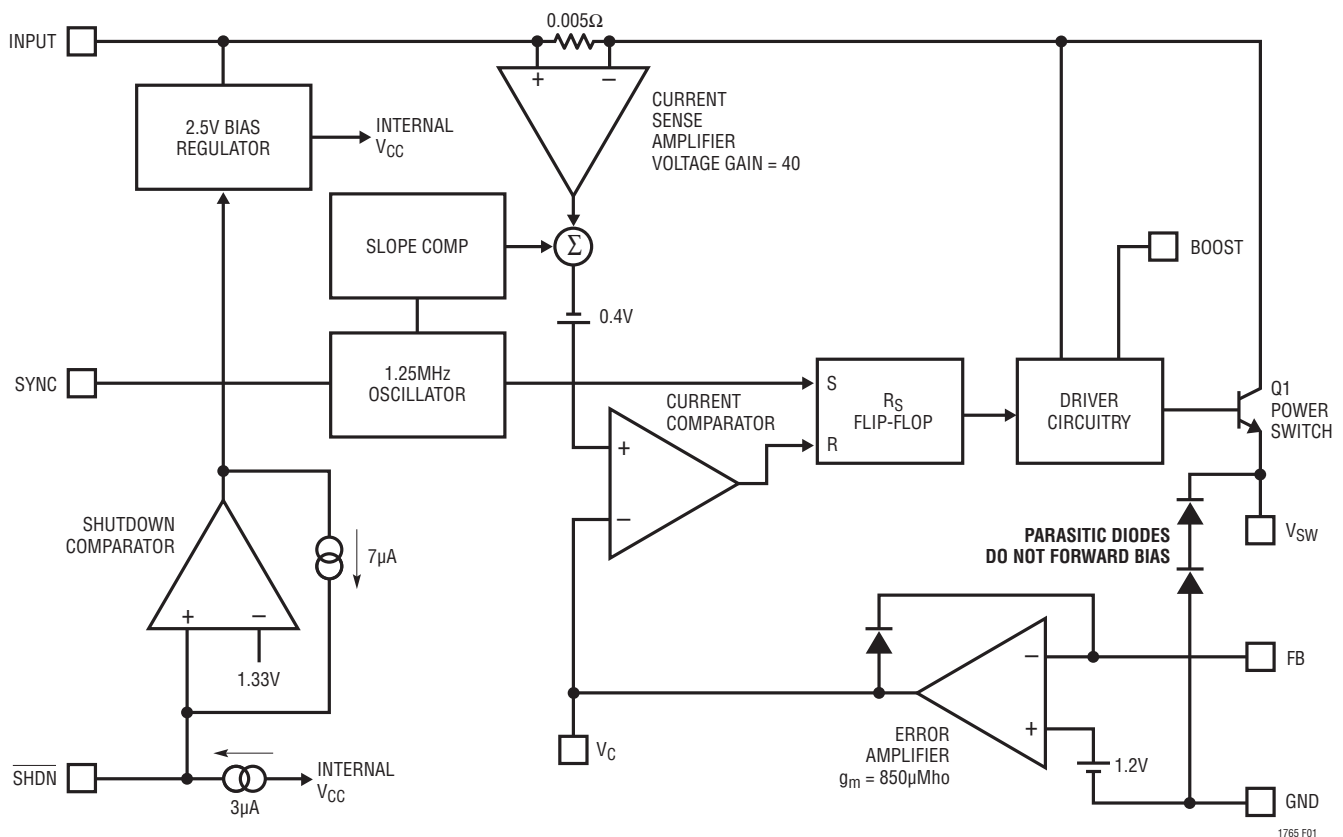 INPUT
0.005Ω
+
−
2.5V BIAS
REGULATOR
INTERNAL
VCC
CURRENT
SENSE
AMPLIFIER
VOLTAGE GAIN = 40
SLOPE COMP
Σ
BOOST
0.4V
SYNC
1.25MHz
OSCILLATOR
CURRENT
COMPARATOR
S
R
RS
FLIP-FLOP
DRIVER
CIRCUITRY
Q1
POWER
SWITCH
+
−
SHUTDOWN
COMPARATOR
7µA
+
−
1.33V
PARASITIC DIODES
DO NOT FORWARD BIAS
VSW
−
+
FB
ERROR
AMPLIFIER
gm = 850µMho
1.2V
VC
SHDN
3µA
INTERNAL
VCC
GND
1765 F01